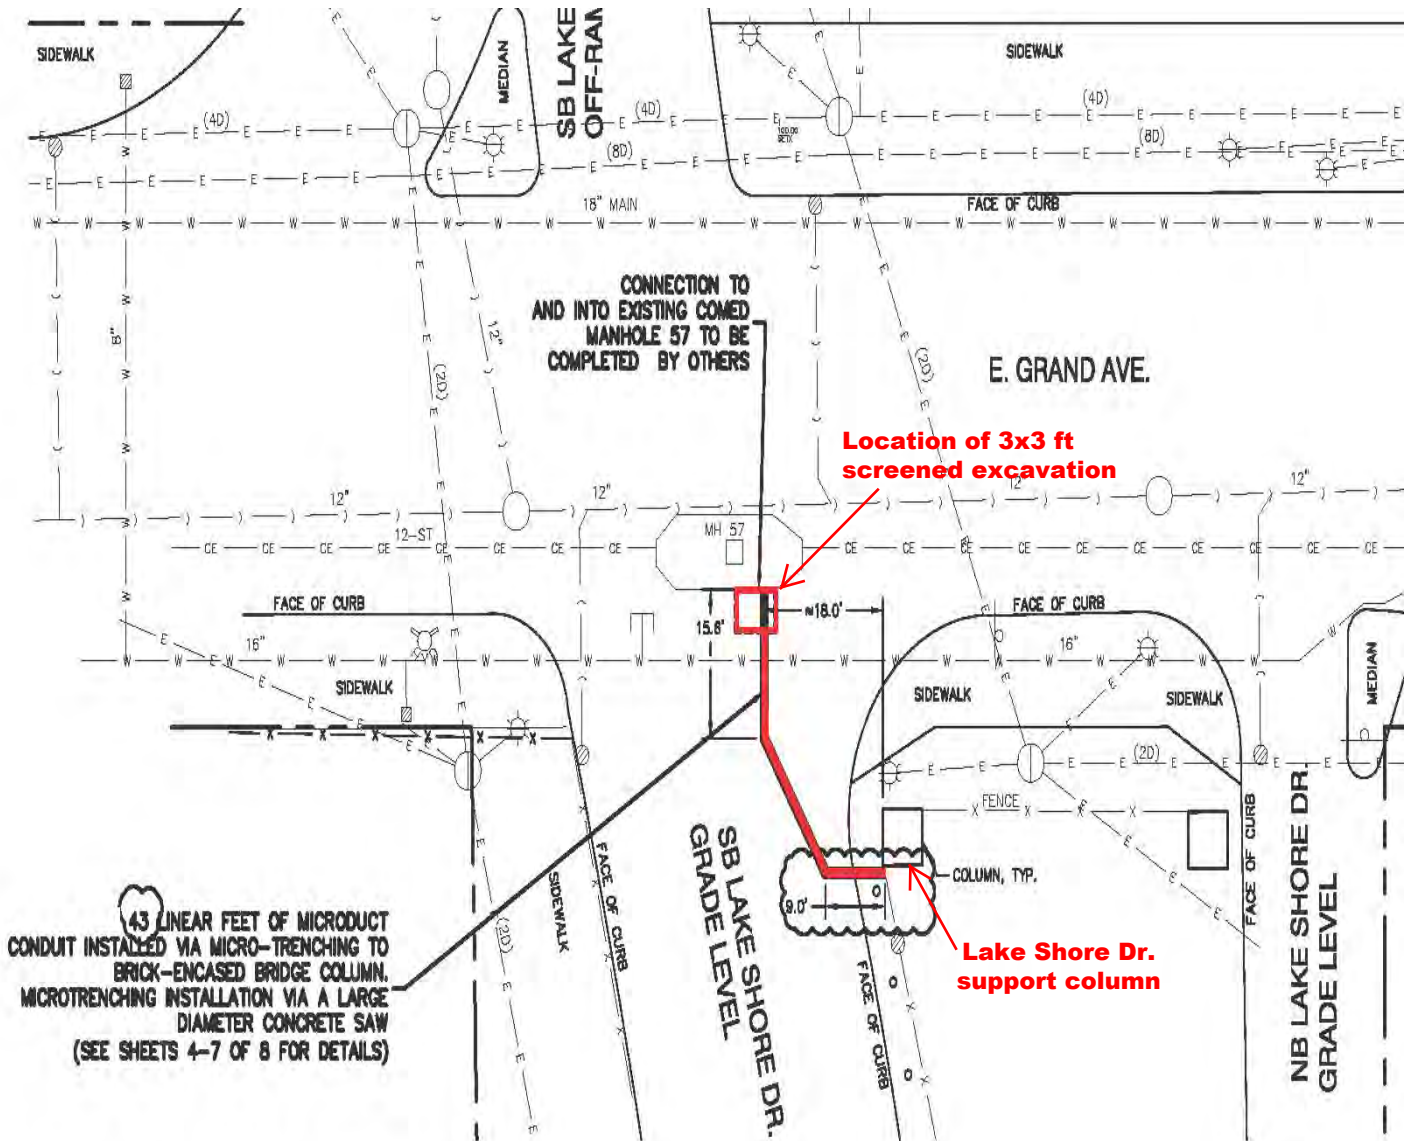 SIDEWALK
MEDIAN
SB LAKE
OFF-RAM
SIDEWALK
(4D)
(4D)
(4D)
(8D)
(8D)
18" MAIN
FACE OF CURB
CONNECTION TO
AND INTO EXISTING COMED
MANHOLE 57 TO BE
COMPLETED BY OTHERS
8"
12"
(2D)
(2D)
E. GRAND AVE.
Location of 3x3 ft
screened excavation
12"
12"
12"
12"
12-ST
MH 57
FACE OF CURB
15.6'
≈18.0'
FACE OF CURB
16"
16"
SIDEWALK
SIDEWALK
SIDEWALK
MEDIAN
(2D)
FENCE
SB LAKE SHORE DR.
GRADE LEVEL
FACE OF CURB
SIDEWALK
(2D)
9.0'
COLUMN, TYP.
FACE OF CURB
NB LAKE SHORE DR.
GRADE LEVEL
43 LINEAR FEET OF MICRODUCT
CONDUIT INSTALLED VIA MICRO-TRENCHING TO
BRICK-ENCASED BRIDGE COLUMN.
MICROTRENCHING INSTALLATION VIA A LARGE
DIAMETER CONCRETE SAW
(SEE SHEETS 4-7 OF 8 FOR DETAILS)
Lake Shore Dr.
support column
FACE OF CURB